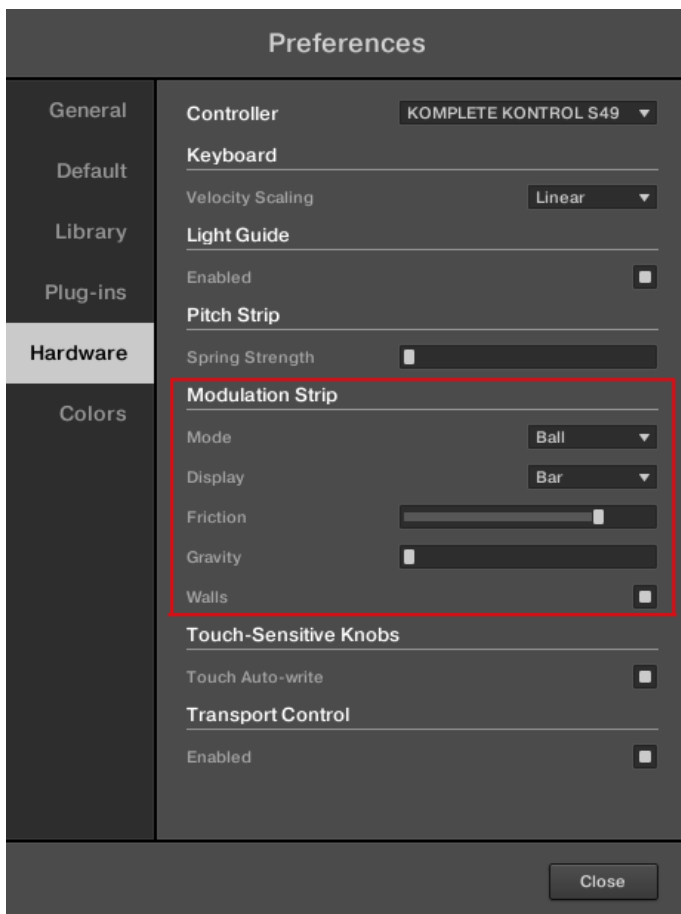 Preferences
General
Default
Library
Plug-ins
Hardware
Colors
Controller KOMPLETE KONTROL S49
Keyboard
Velocity Scaling Linear
Light Guide
Enabled
Pitch Strip
Spring Strength
Modulation Strip
Mode Ball
Display Bar
Friction
Gravity
Walls
Touch-Sensitive Knobs
Touch Auto-write
Transport Control
Enabled
Close